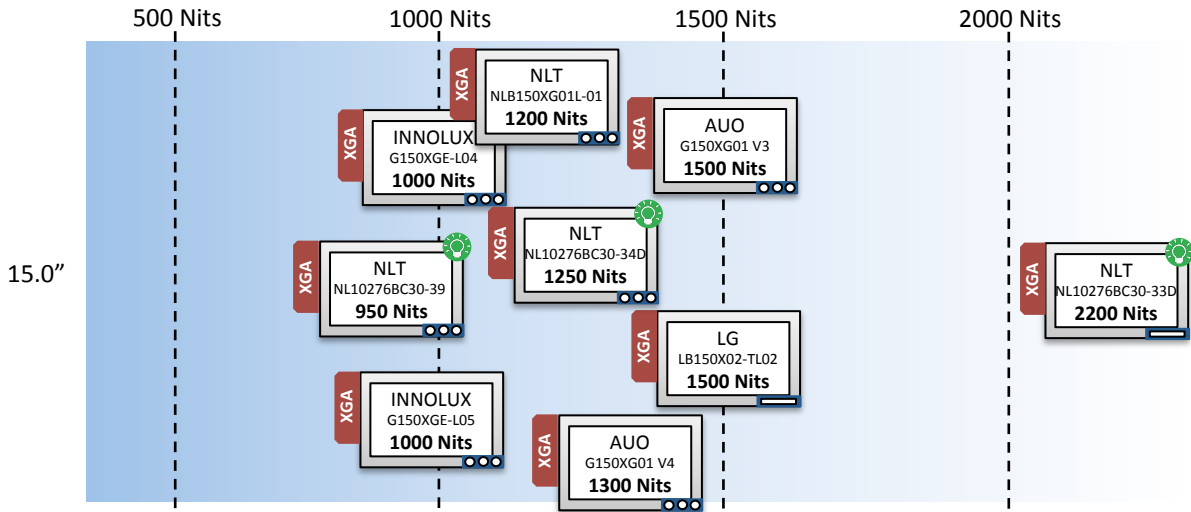 500 Nits
1000 Nits
1500 Nits
2000 Nits
15.0”
XGA
NLT
NLB150XG01L-01
1200 Nits
XGA
INNOLUX
G150XGE-L04
1000 Nits
XGA
AUO
G150XG01 V3
1500 Nits
XGA
NLT
NL10276BC30-34D
1250 Nits
XGA
NLT
NL10276BC30-39
950 Nits
XGA
NLT
NL10276BC30-33D
2200 Nits
XGA
LG
LB150X02-TL02
1500 Nits
XGA
INNOLUX
G150XGE-L05
1000 Nits
XGA
AUO
G150XG01 V4
1300 Nits